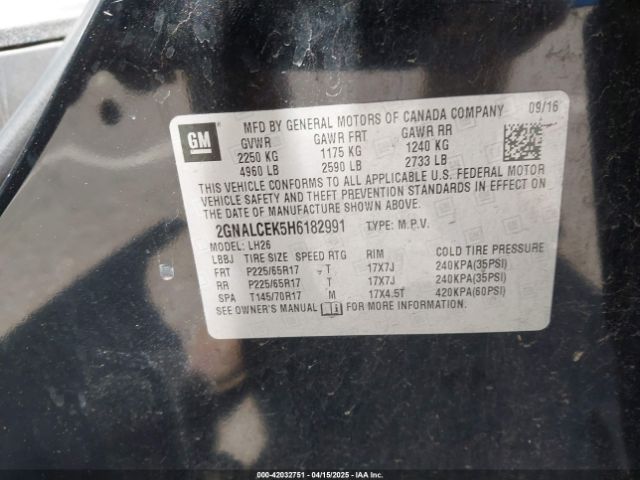 GM
MFD BY GENERAL MOTORS OF CANADA COMPANY 09/16
GVWR GAWR FRT GAWR RR
2250 KG 1175 KG 1240 KG
4960 LB 2590 LB 2733 LB
THIS VEHICLE CONFORMS TO ALL APPLICABLE U.S. FEDERAL MOTOR
VEHICLE SAFETY AND THEFT PREVENTION STANDARDS IN EFFECT ON
THE DATE OF MANUFACTURE SHOWN ABOVE.
2GNALCEK5H6182991 TYPE: M.P.V.
MODEL: LH26
LBBJ TIRE SIZE SPEED RTG RIM COLD TIRE PRESSURE
FRT P225/65R17 T 17X7J 240KPA(35PSI)
RR P225/65R17 T 17X7J 240KPA(35PSI)
SPA T145/70R17 M 17X4.5T 420KPA(60PSI)
SEE OWNER'S MANUAL FOR MORE INFORMATION.
000-42032751 - 04/15/2025 - IAA Inc.